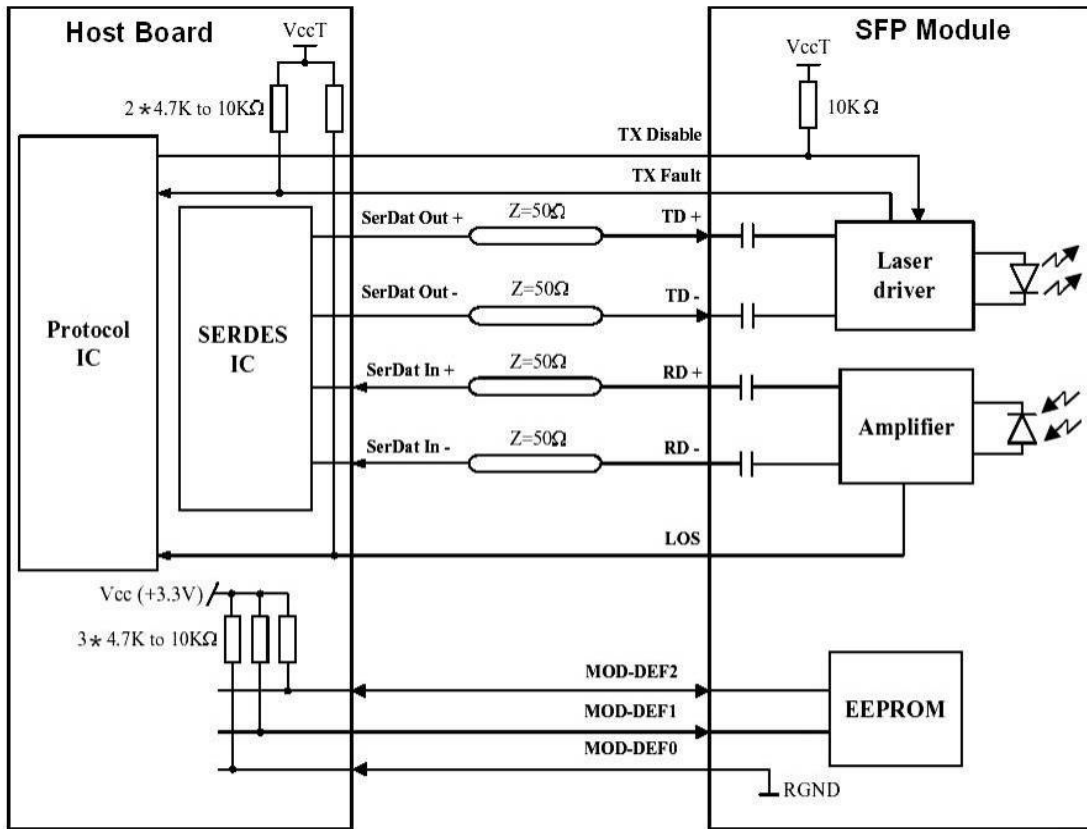 Host Board
SFP Module
VccT
VccT
2*4.7K to 10KΩ
10KΩ
TX Disable
TX Fault
SerDat Out +
Z=50Ω
TD +
SerDat Out -
Z=50Ω
TD -
Laser
driver
Protocol
IC
SERDES
IC
SerDat In +
Z=50Ω
RD +
SerDat In -
Z=50Ω
RD -
Amplifier
LOS
Vcc (+3.3V)
3*4.7K to 10KΩ
MOD-DEF2
MOD-DEF1
MOD-DEF0
EEPROM
RGND